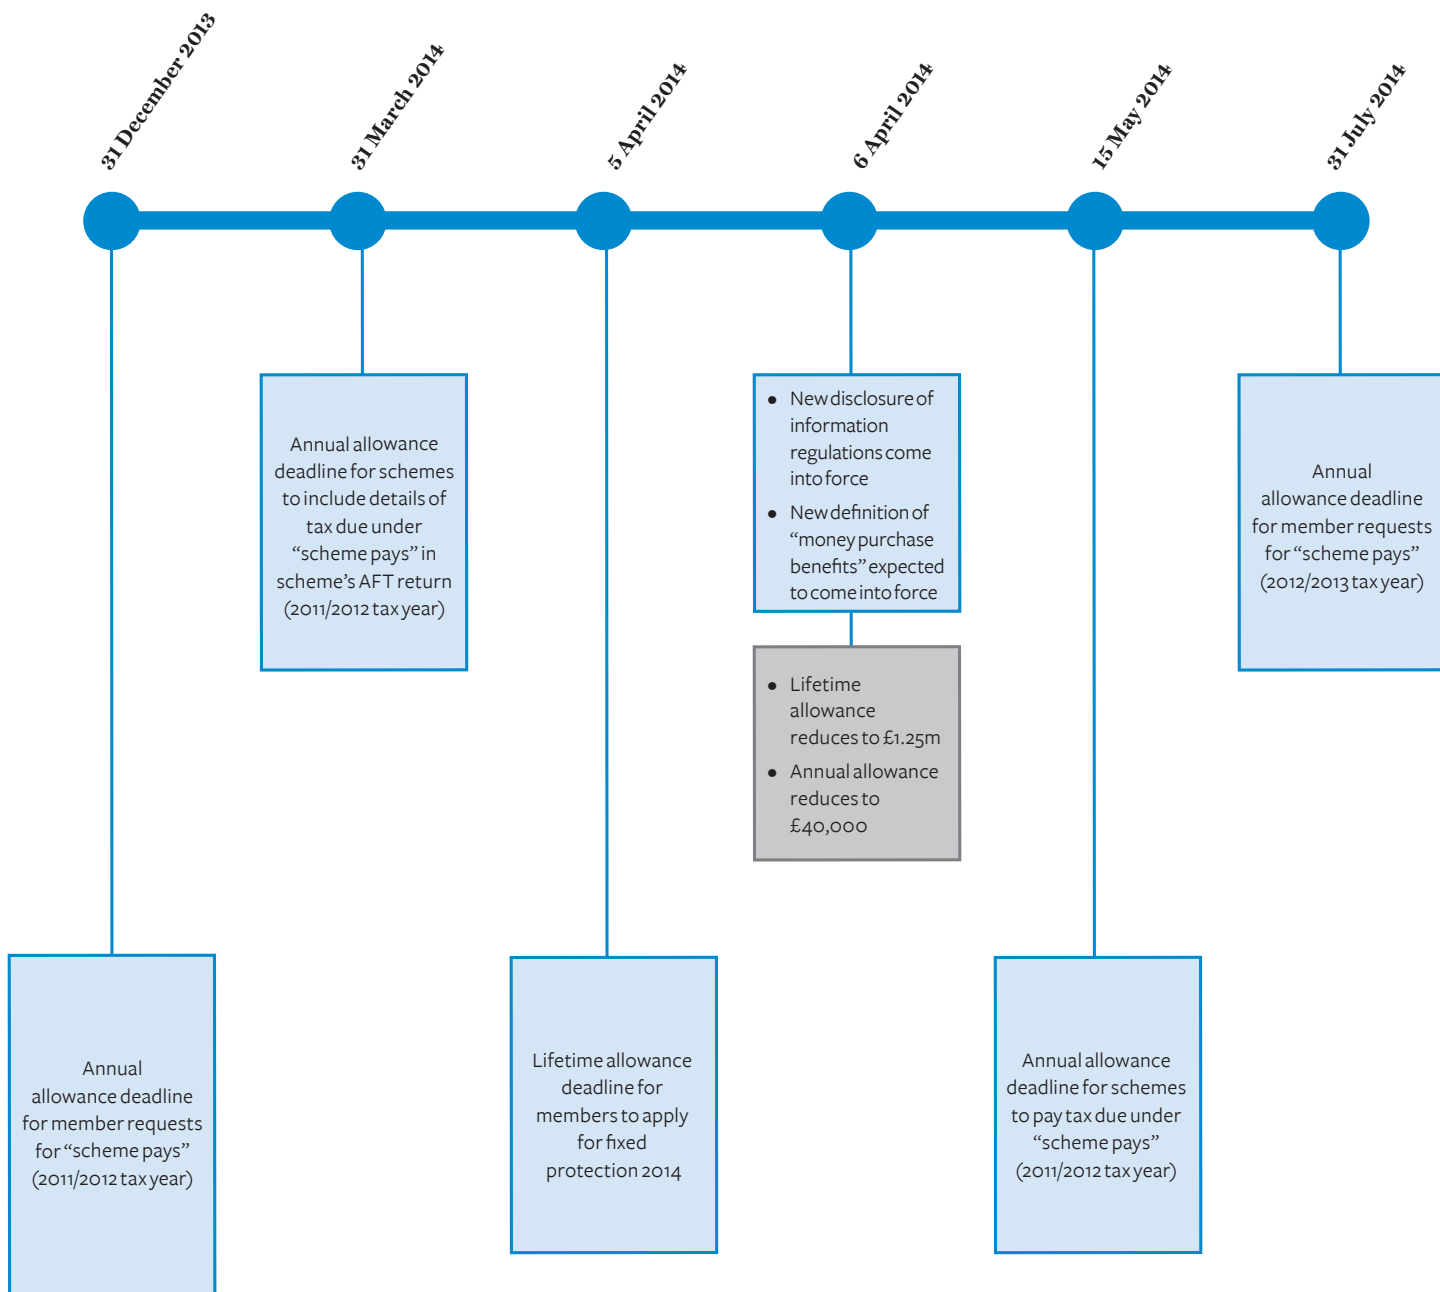 31 December 2013
31 March 2014
5 April 2014
6 April 2014
15 May 2014
31 July 2014
Annual allowance
deadline for schemes
to include details of
tax due under
“scheme pays” in
scheme’s AFT return
(2011/2012 tax year)
● New disclosure of
information
regulations come
into force
● New definition of
“money purchase
benefits” expected
to come into force
● Lifetime
allowance
reduces to £1.25m
● Annual allowance
reduces to
£40,000
Annual
allowance deadline
for member requests
for “scheme pays”
(2012/2013 tax year)
Annual
allowance deadline
for member requests
for “scheme pays”
(2011/2012 tax year)
Lifetime allowance
deadline for
members to apply
for fixed
protection 2014
Annual allowance
deadline for schemes
to pay tax due under
“scheme pays”
(2011/2012 tax year)